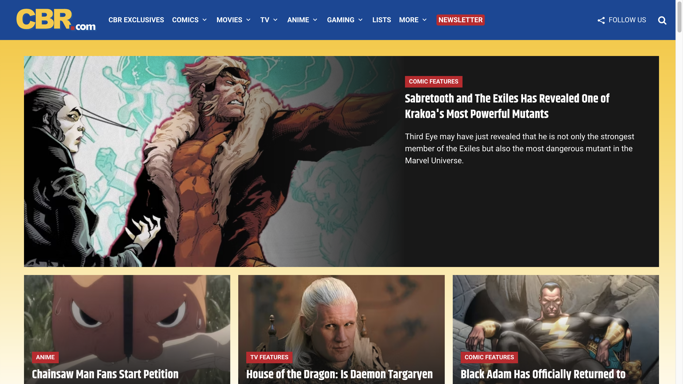 CBR.com
CBR EXCLUSIVES COMICS MOVIES TV ANIME GAMING LISTS MORE NEWSLETTER FOLLOW US
COMIC FEATURES
Sabretooth and The Exiles Has Revealed One of
Krakoa's Most Powerful Mutants
Third Eye may have just revealed that he is not only the strongest
member of the Exiles but also the most dangerous mutant in the
Marvel Universe.
ANIME
Chainsaw Man Fans Start Petition
TV FEATURES
House of the Dragon: Is Daemon Targaryen
COMIC FEATURES
Black Adam Has Officially Returned to